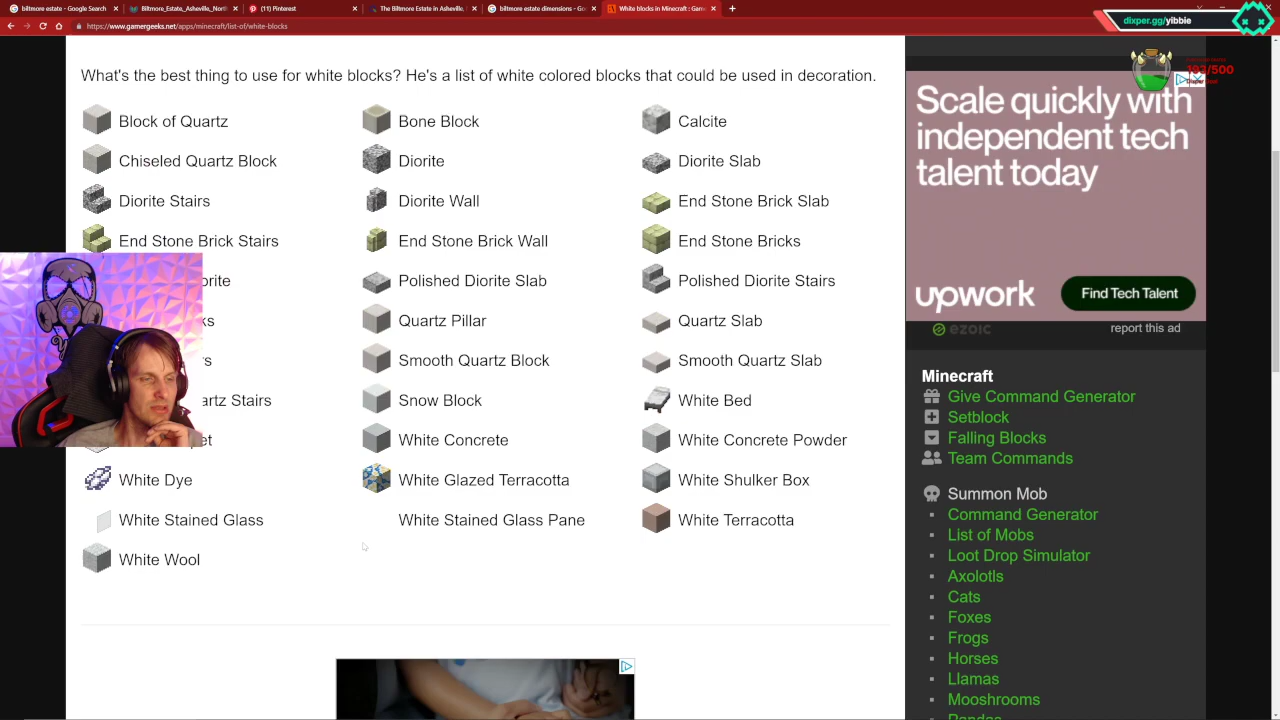 biltmore estate - Google Search
Biltmore_Estate,_Asheville,_Nort
(11) Pinterest
The Biltmore Estate in Asheville,
biltmore estate dimensions - Go
White blocks in Minecraft : Gam
https://www.gamergeeks.net/apps/minecraft/list-of/white-blocks
dixper.gg/yibbie
193/500
What's the best thing to use for white blocks? He's a list of white colored blocks that could be used in decoration.
Block of Quartz
Bone Block
Calcite
Chiseled Quartz Block
Diorite
Diorite Slab
Diorite Stairs
Diorite Wall
End Stone Brick Slab
End Stone Brick Stairs
End Stone Brick Wall
End Stone Bricks
rite
Polished Diorite Slab
Polished Diorite Stairs
ks
Quartz Pillar
Quartz Slab
rs
Smooth Quartz Block
Smooth Quartz Slab
artz Stairs
Snow Block
White Bed
et
White Concrete
White Concrete Powder
White Dye
White Glazed Terracotta
White Shulker Box
White Stained Glass
White Stained Glass Pane
White Terracotta
White Wool
Scale quickly with
independent tech
talent today
upwork
Find Tech Talent
ezoic
report this ad
Minecraft
Give Command Generator
Setblock
Falling Blocks
Team Commands
Summon Mob
Command Generator
List of Mobs
Loot Drop Simulator
Axolotls
Cats
Foxes
Frogs
Horses
Llamas
Mooshrooms
Pandas